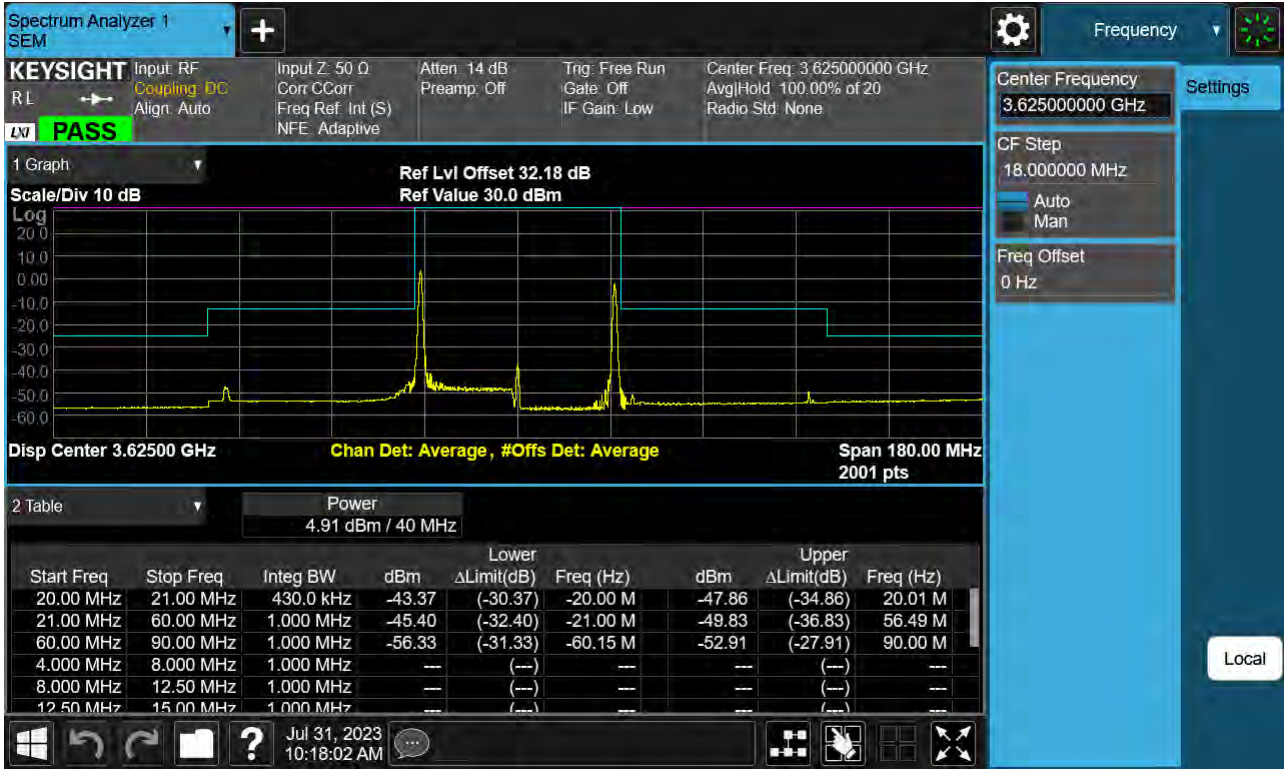 Spectrum Analyzer 1
SEM
Frequency
KEYSIGHT
R L
LXI
PASS
Input: RF
Coupling: DC
Align: Auto
Input Z: 50 Ω
Corr CCorr
Freq Ref: Int (S)
NFE: Adaptive
Atten: 14 dB
Preamp: Off
Trig: Free Run
Gate: Off
IF Gain: Low
Center Freq: 3.625000000 GHz
Avg|Hold: 100.00% of 20
Radio Std: None
Center Frequency
3.625000000 GHz
Settings
CF Step
18.000000 MHz
Auto
Man
Freq Offset
0 Hz
Local
1 Graph
Scale/Div 10 dB
Ref Lvl Offset 32.18 dB
Ref Value 30.0 dBm
Log
20.0
10.0
0.00
-10.0
-20.0
-30.0
-40.0
-50.0
-60.0
Disp Center 3.62500 GHz
Chan Det: Average, #Offs Det: Average
Span 180.00 MHz
2001 pts
2 Table
Power
4.91 dBm / 40 MHz
Lower Upper
Start Freq Stop Freq Integ BW dBm ΔLimit(dB) Freq (Hz) dBm ΔLimit(dB) Freq (Hz)
20.00 MHz 21.00 MHz 430.0 kHz -43.37 (-30.37) -20.00 M -47.86 (-34.86) 20.01 M
21.00 MHz 60.00 MHz 1.000 MHz -45.40 (-32.40) -21.00 M -49.83 (-36.83) 56.49 M
60.00 MHz 90.00 MHz 1.000 MHz -56.33 (-31.33) -60.15 M -52.91 (-27.91) 90.00 M
4.000 MHz 8.000 MHz 1.000 MHz --- (---) --- --- (---) ---
8.000 MHz 12.50 MHz 1.000 MHz --- (---) --- --- (---) ---
12.50 MHz 15.00 MHz 1.000 MHz --- (---) --- --- (---) ---
Jul 31, 2023
10:18:02 AM